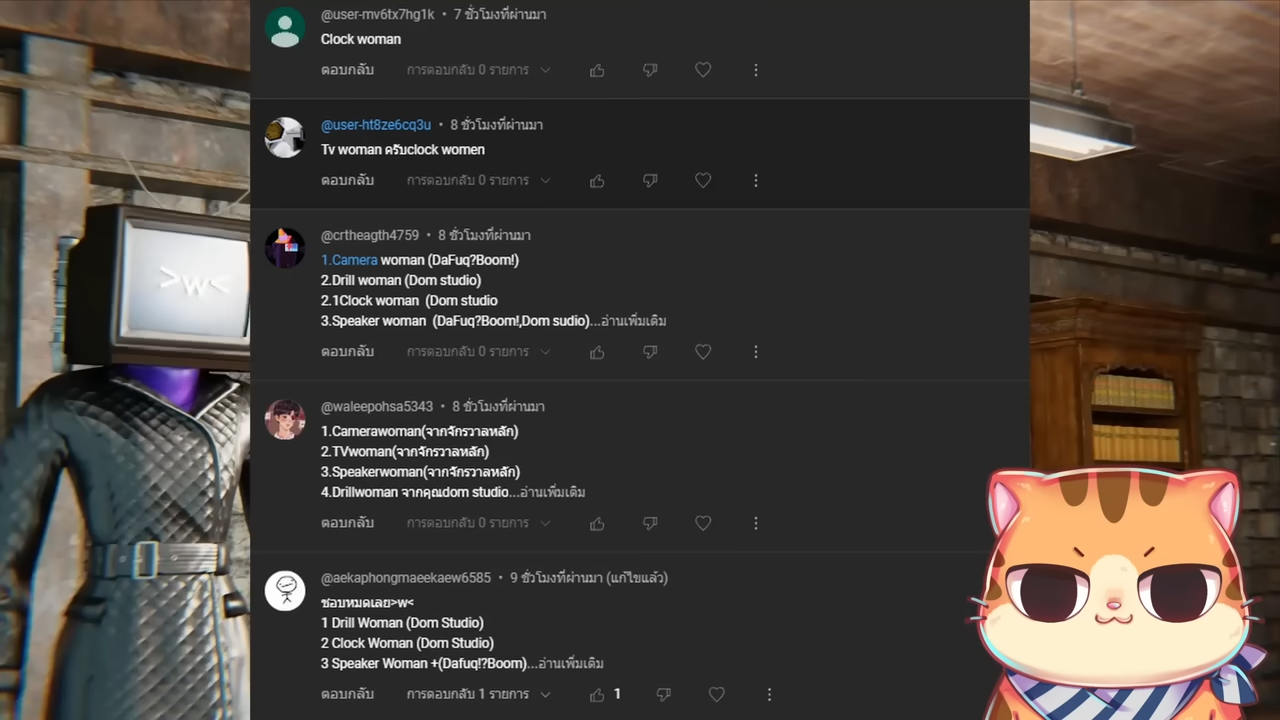 @user-mv6tx7hg1k • 7 ชั่วโมงที่ผ่านมา
Clock woman
ตอบกลับ การตอบกลับ 0 รายการ
@user-ht8ze6cq3u • 8 ชั่วโมงที่ผ่านมา
Tv woman ครับclock women
ตอบกลับ การตอบกลับ 0 รายการ
>w<
@crtheagth4759 • 8 ชั่วโมงที่ผ่านมา
1.Camera woman (DaFuq?Boom!)
2.Drill woman (Dom studio)
2.1Clock woman (Dom studio
3.Speaker woman (DaFuq?Boom!,Dom sudio)...อ่านเพิ่มเติม
ตอบกลับ การตอบกลับ 0 รายการ
@waleepohsa5343 • 8 ชั่วโมงที่ผ่านมา
1.Camerawoman(จากจักรวาลหลัก)
2.TVwoman(จากจักรวาลหลัก)
3.Speakerwoman(จากจักรวาลหลัก)
4.Drillwoman จากคุณdom studio...อ่านเพิ่มเติม
ตอบกลับ การตอบกลับ 0 รายการ
@aekaphongmaeekaew6585 • 9 ชั่วโมงที่ผ่านมา (แก้ไขแล้ว)
ชอบหมดเลย>w<
1 Drill Woman (Dom Studio)
2 Clock Woman (Dom Studio)
3 Speaker Woman +(Dafuq!?Boom)...อ่านเพิ่มเติม
ตอบกลับ การตอบกลับ 1 รายการ 1